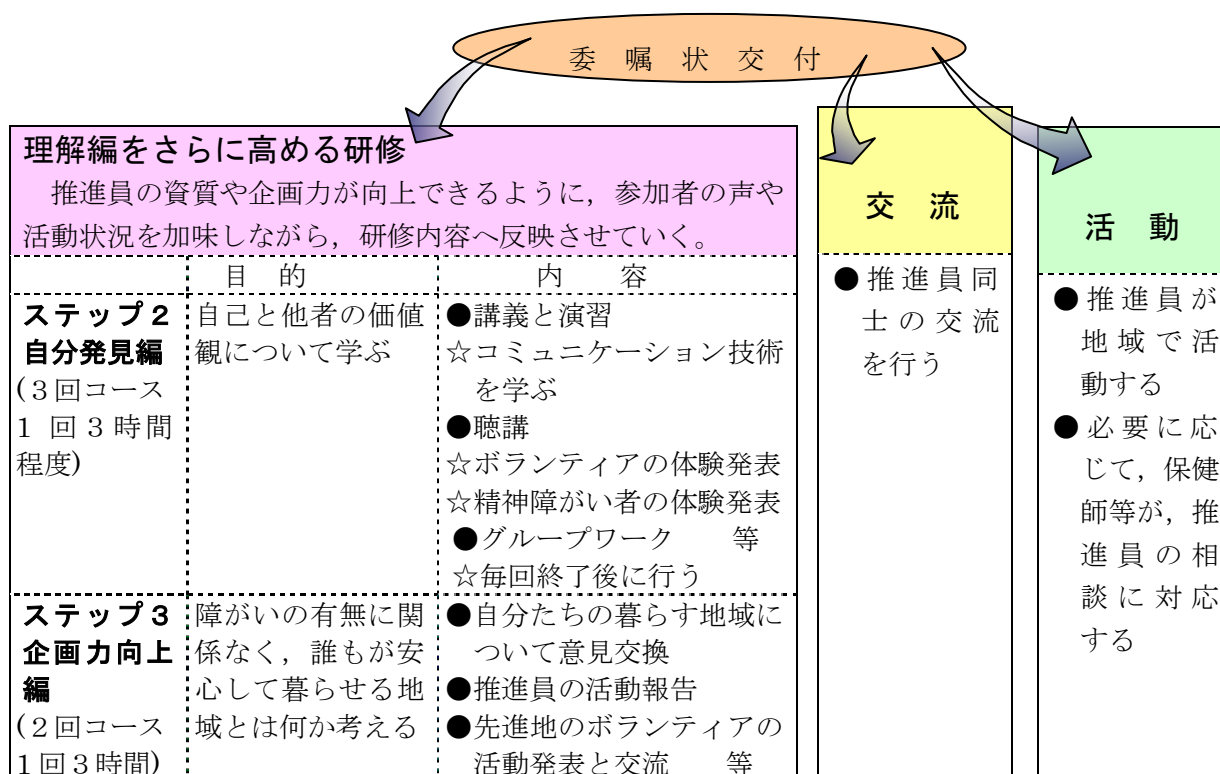 委 嘱 状 交 付
理解編をさらに高める研修
推進員の資質や企画力が向上できるように，参加者の声や
活動状況を加味しながら，研修内容へ反映させていく。
目 的
内 容
ステップ２
自分発見編
(３回コース
１回３時間
程度)
自己と他者の価値
観について学ぶ
●講義と演習
☆コミュニケーション技術
を学ぶ
●聴講
☆ボランティアの体験発表
☆精神障がい者の体験発表
●グループワーク 等
☆毎回終了後に行う
ステップ３
企画力向上
編
(２回コース
１回３時間)
障がいの有無に関
係なく，誰もが安
心して暮らせる地
域とは何か考える
●自分たちの暮らす地域に
ついて意見交換
●推進員の活動報告
●先進地のボランティアの
活動発表と交流 等
交 流
●推進員同
士の交流
を行う
活 動
●推進員が
地域で活
動する
●必要に応
じて，保健
師等が，推
進員の相
談に対応
する